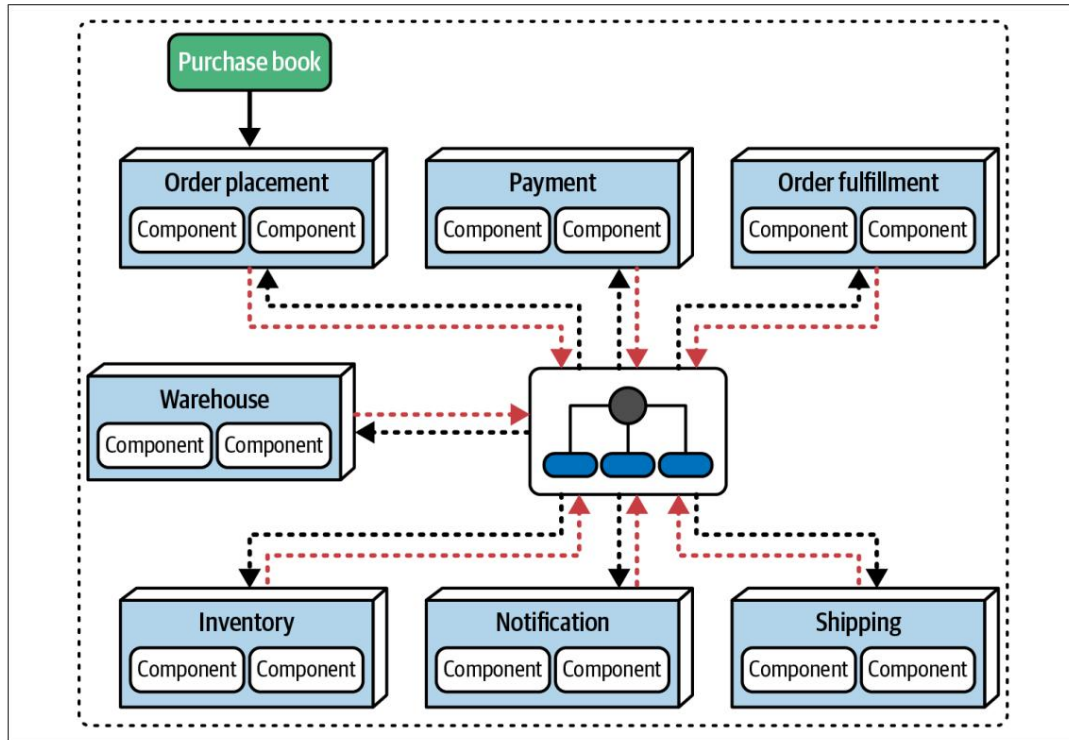 Purchase book
Order placement
Component Component
Payment
Component Component
Order fulfillment
Component Component
Warehouse
Component Component
Inventory
Component Component
Notification
Component Component
Shipping
Component Component